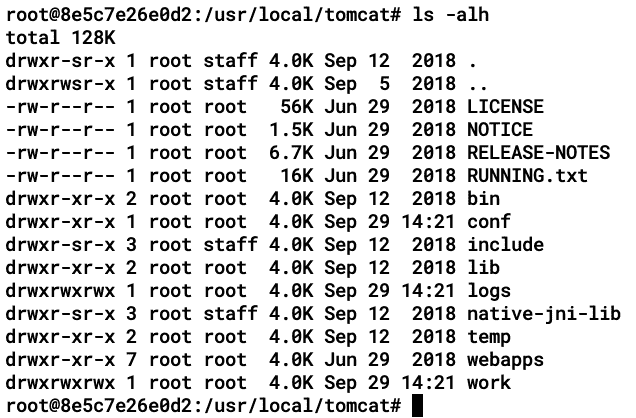 root@8e5c7e26e0d2:/usr/local/tomcat# ls -alh
total 128K
drwxr-sr-x 1 root staff 4.0K Sep 12  2018 .
drwxrwsr-x 1 root staff 4.0K Sep  5  2018 ..
-rw-r--r-- 1 root root   56K Jun 29  2018 LICENSE
-rw-r--r-- 1 root root  1.5K Jun 29  2018 NOTICE
-rw-r--r-- 1 root root  6.7K Jun 29  2018 RELEASE-NOTES
-rw-r--r-- 1 root root   16K Jun 29  2018 RUNNING.txt
drwxr-xr-x 2 root root  4.0K Sep 12  2018 bin
drwxr-xr-x 1 root root  4.0K Sep 29 14:21 conf
drwxr-sr-x 3 root staff 4.0K Sep 12  2018 include
drwxr-xr-x 2 root root  4.0K Sep 12  2018 lib
drwxrwxrwx 1 root root  4.0K Sep 29 14:21 logs
drwxr-sr-x 3 root staff 4.0K Sep 12  2018 native-jni-lib
drwxr-xr-x 2 root root  4.0K Sep 12  2018 temp
drwxr-xr-x 7 root root  4.0K Jun 29  2018 webapps
drwxrwxrwx 1 root root  4.0K Sep 29 14:21 work
root@8e5c7e26e0d2:/usr/local/tomcat#